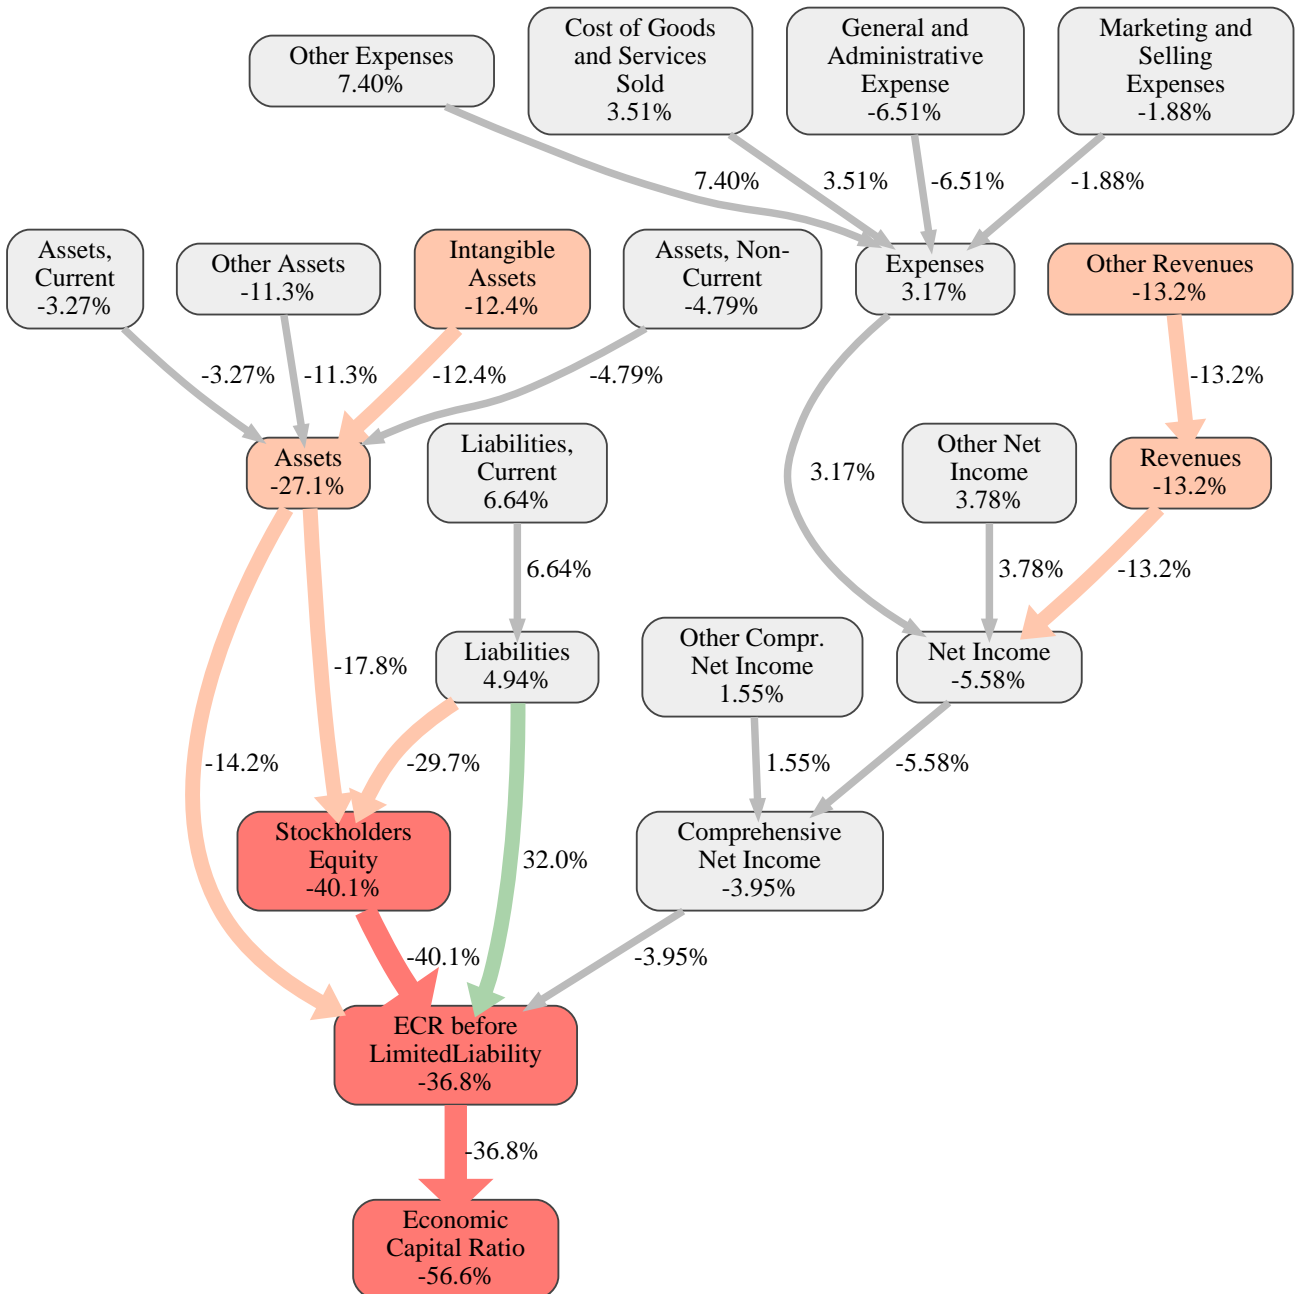 Other Expenses
7.40%
Cost of Goods
and Services
Sold
3.51%
General and
Administrative
Expense
-6.51%
Marketing and
Selling
Expenses
-1.88%
7.40%
3.51%
-6.51%
-1.88%
Assets,
Current
-3.27%
Other Assets
-11.3%
Intangible
Assets
-12.4%
Assets, Non-
Current
-4.79%
Expenses
3.17%
Other Revenues
-13.2%
-3.27%
-11.3%
-12.4%
-4.79%
-13.2%
Assets
-27.1%
Liabilities,
Current
6.64%
3.17%
Other Net
Income
3.78%
Revenues
-13.2%
6.64%
3.78%
-13.2%
-17.8%
Liabilities
4.94%
Other Compr.
Net Income
1.55%
Net Income
-5.58%
-14.2%
-29.7%
1.55%
-5.58%
Stockholders
Equity
-40.1%
32.0%
Comprehensive
Net Income
-3.95%
-40.1%
-3.95%
ECR before
LimitedLiability
-36.8%
-36.8%
Economic
Capital Ratio
-56.6%